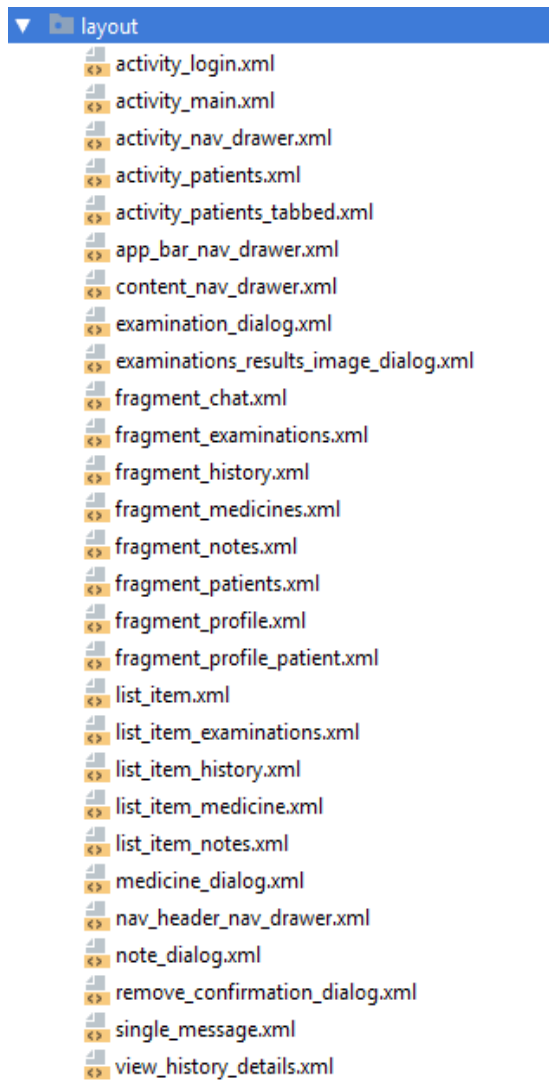 layout
activity_login.xml
activity_main.xml
activity_nav_drawer.xml
activity_patients.xml
activity_patients_tabbed.xml
app_bar_nav_drawer.xml
content_nav_drawer.xml
examination_dialog.xml
examinations_results_image_dialog.xml
fragment_chat.xml
fragment_examinations.xml
fragment_history.xml
fragment_medicines.xml
fragment_notes.xml
fragment_patients.xml
fragment_profile.xml
fragment_profile_patient.xml
list_item.xml
list_item_examinations.xml
list_item_history.xml
list_item_medicine.xml
list_item_notes.xml
medicine_dialog.xml
nav_header_nav_drawer.xml
note_dialog.xml
remove_confirmation_dialog.xml
single_message.xml
view_history_details.xml